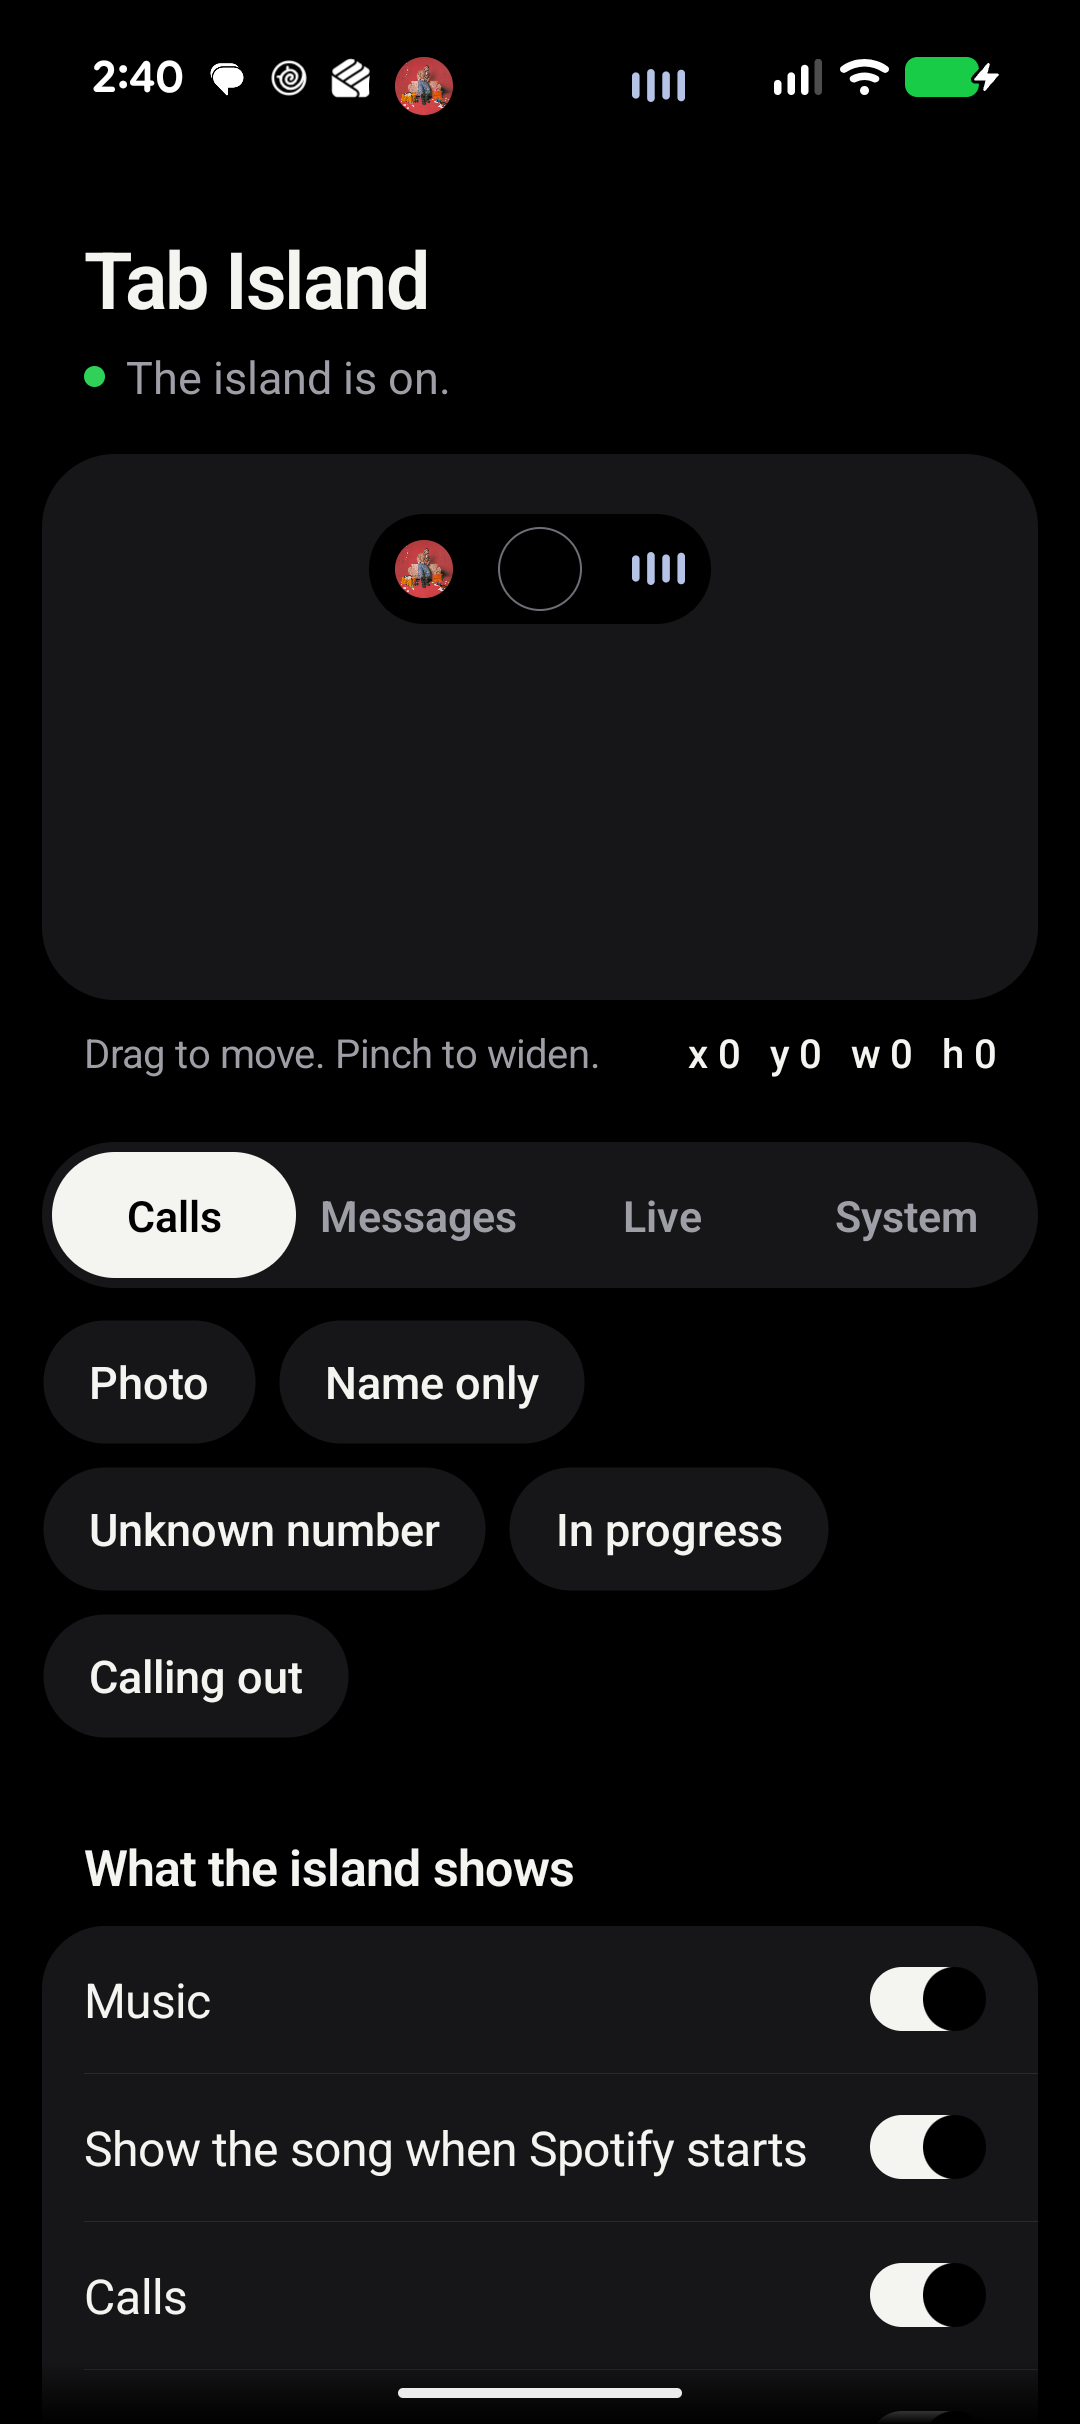 2:40
Tab Island
The island is on.
Drag to move. Pinch to widen. x 0 y 0 w 0 h 0
Calls Messages Live System
Photo Name only
Unknown number In progress
Calling out
What the island shows
Music
Show the song when Spotify starts
Calls